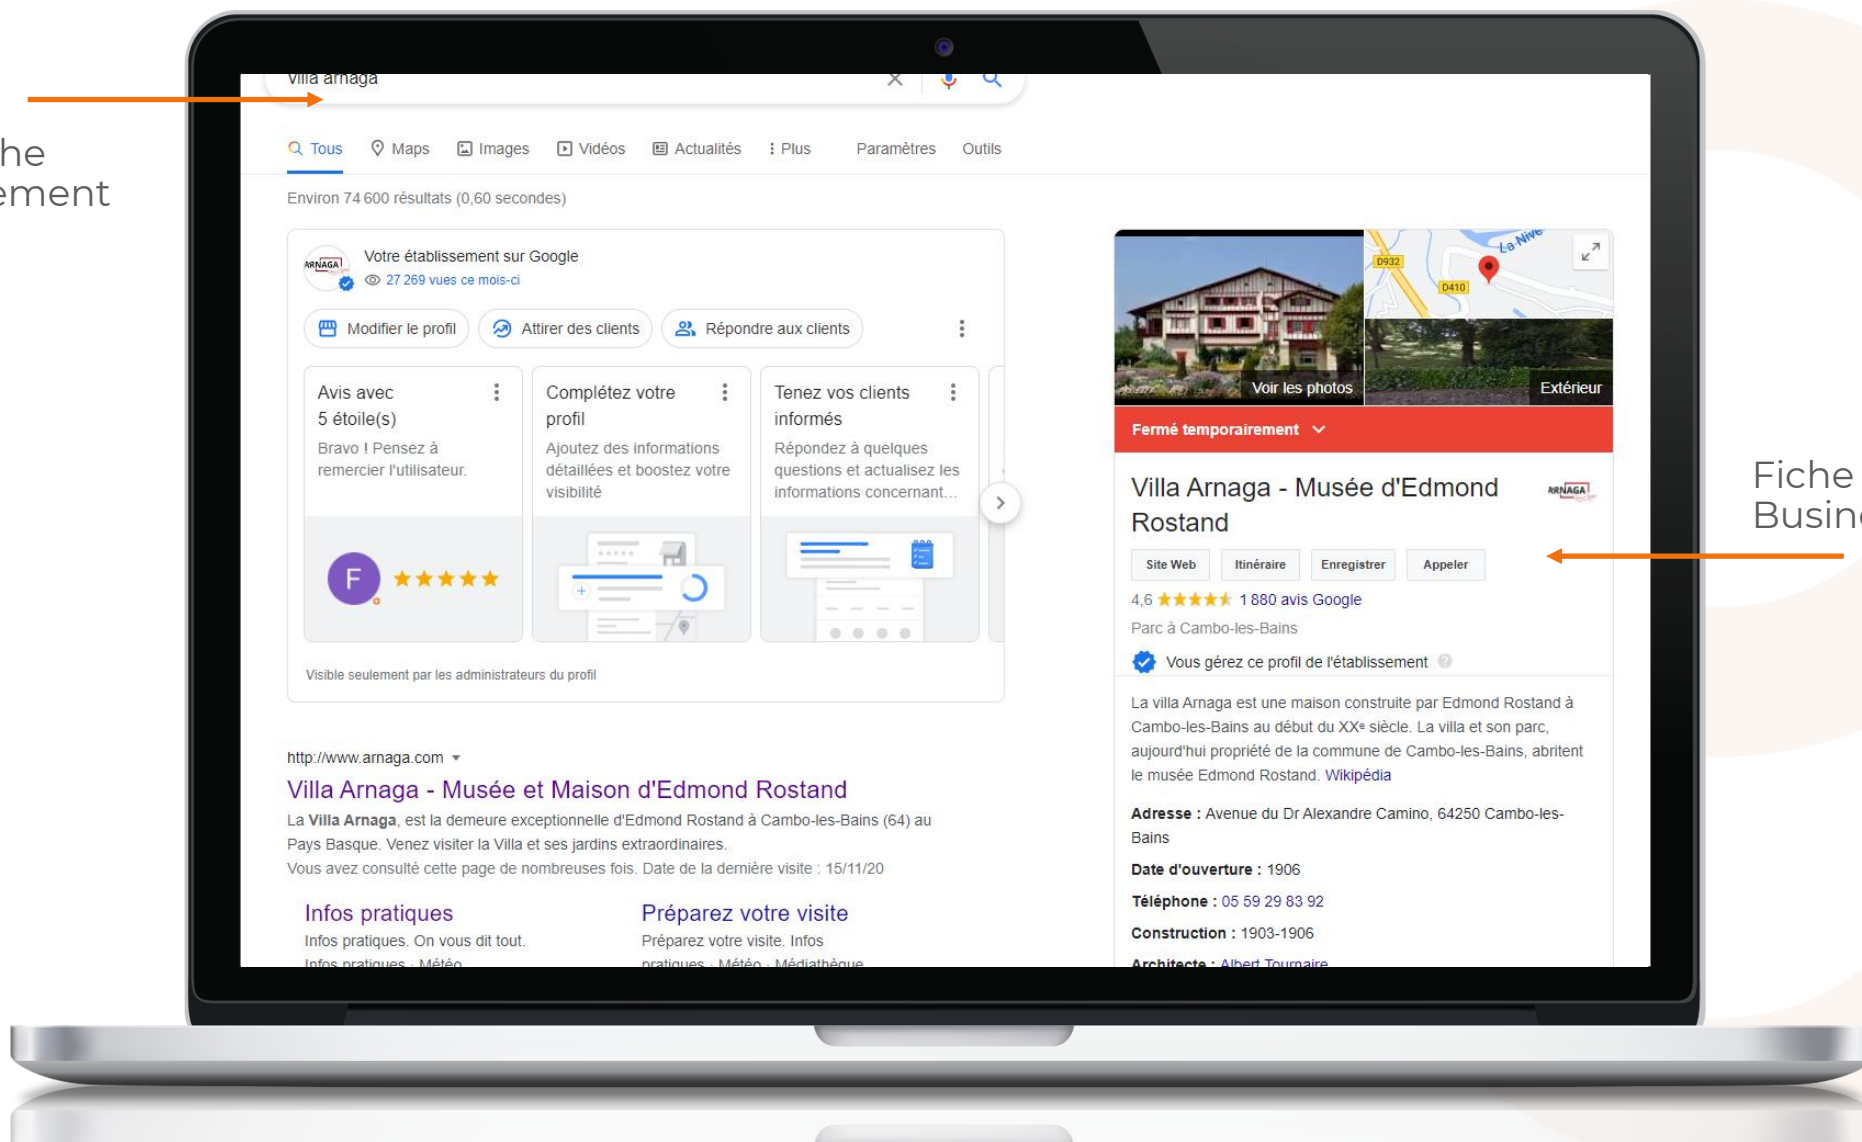 villa arnaga
Tous Maps Images Vidéos Actualités Plus Paramètres Outils
Environ 74 600 résultats (0,60 secondes)
ARNAGA
Votre établissement sur Google
27 269 vues ce mois-ci
Modifier le profil Attirer des clients Répondre aux clients
Avis avec
5 étoile(s)
Bravo ! Pensez à
remercier l'utilisateur.
F
Complétez votre
profil
Ajoutez des informations
détaillées et boostez votre
visibilité
Tenez vos clients
informés
Répondez à quelques
questions et actualisez les
informations concernant...
Visible seulement par les administrateurs du profil
http://www.arnaga.com
Villa Arnaga - Musée et Maison d'Edmond Rostand
La Villa Arnaga, est la demeure exceptionnelle d'Edmond Rostand à Cambo-les-Bains (64) au
Pays Basque. Venez visiter la Villa et ses jardins extraordinaires.
Vous avez consulté cette page de nombreuses fois. Date de la dernière visite : 15/11/20
Infos pratiques
Infos pratiques. On vous dit tout.
Infos pratiques · Météo
Préparez votre visite
Préparez votre visite. Infos
pratiques · Météo · Médiathèque
La Nive
D932
D410
Voir les photos
Extérieur
Fermé temporairement
Villa Arnaga - Musée d'Edmond
Rostand
ARNAGA
Site Web Itinéraire Enregistrer Appeler
4,6 1 880 avis Google
Parc à Cambo-les-Bains
Vous gérez ce profil de l'établissement
La villa Arnaga est une maison construite par Edmond Rostand à
Cambo-les-Bains au début du XXe siècle. La villa et son parc,
aujourd'hui propriété de la commune de Cambo-les-Bains, abritent
le musée Edmond Rostand. Wikipédia
Adresse : Avenue du Dr Alexandre Camino, 64250 Cambo-les-
Bains
Date d'ouverture : 1906
Téléphone : 05 59 29 83 92
Construction : 1903-1906
Architecte : Albert Tournaire
Fiche